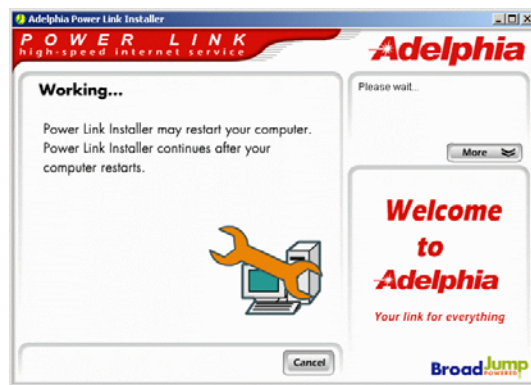 Adelphia Power Link Installer
POWER LINK
high-speed internet service
Adelphia
Working...
Power Link Installer may restart your computer.
Power Link Installer continues after your
computer restarts.
Cancel
Please wait...
More
Welcome
to
Adelphia
Your link for everything
BroadJump
POWERED